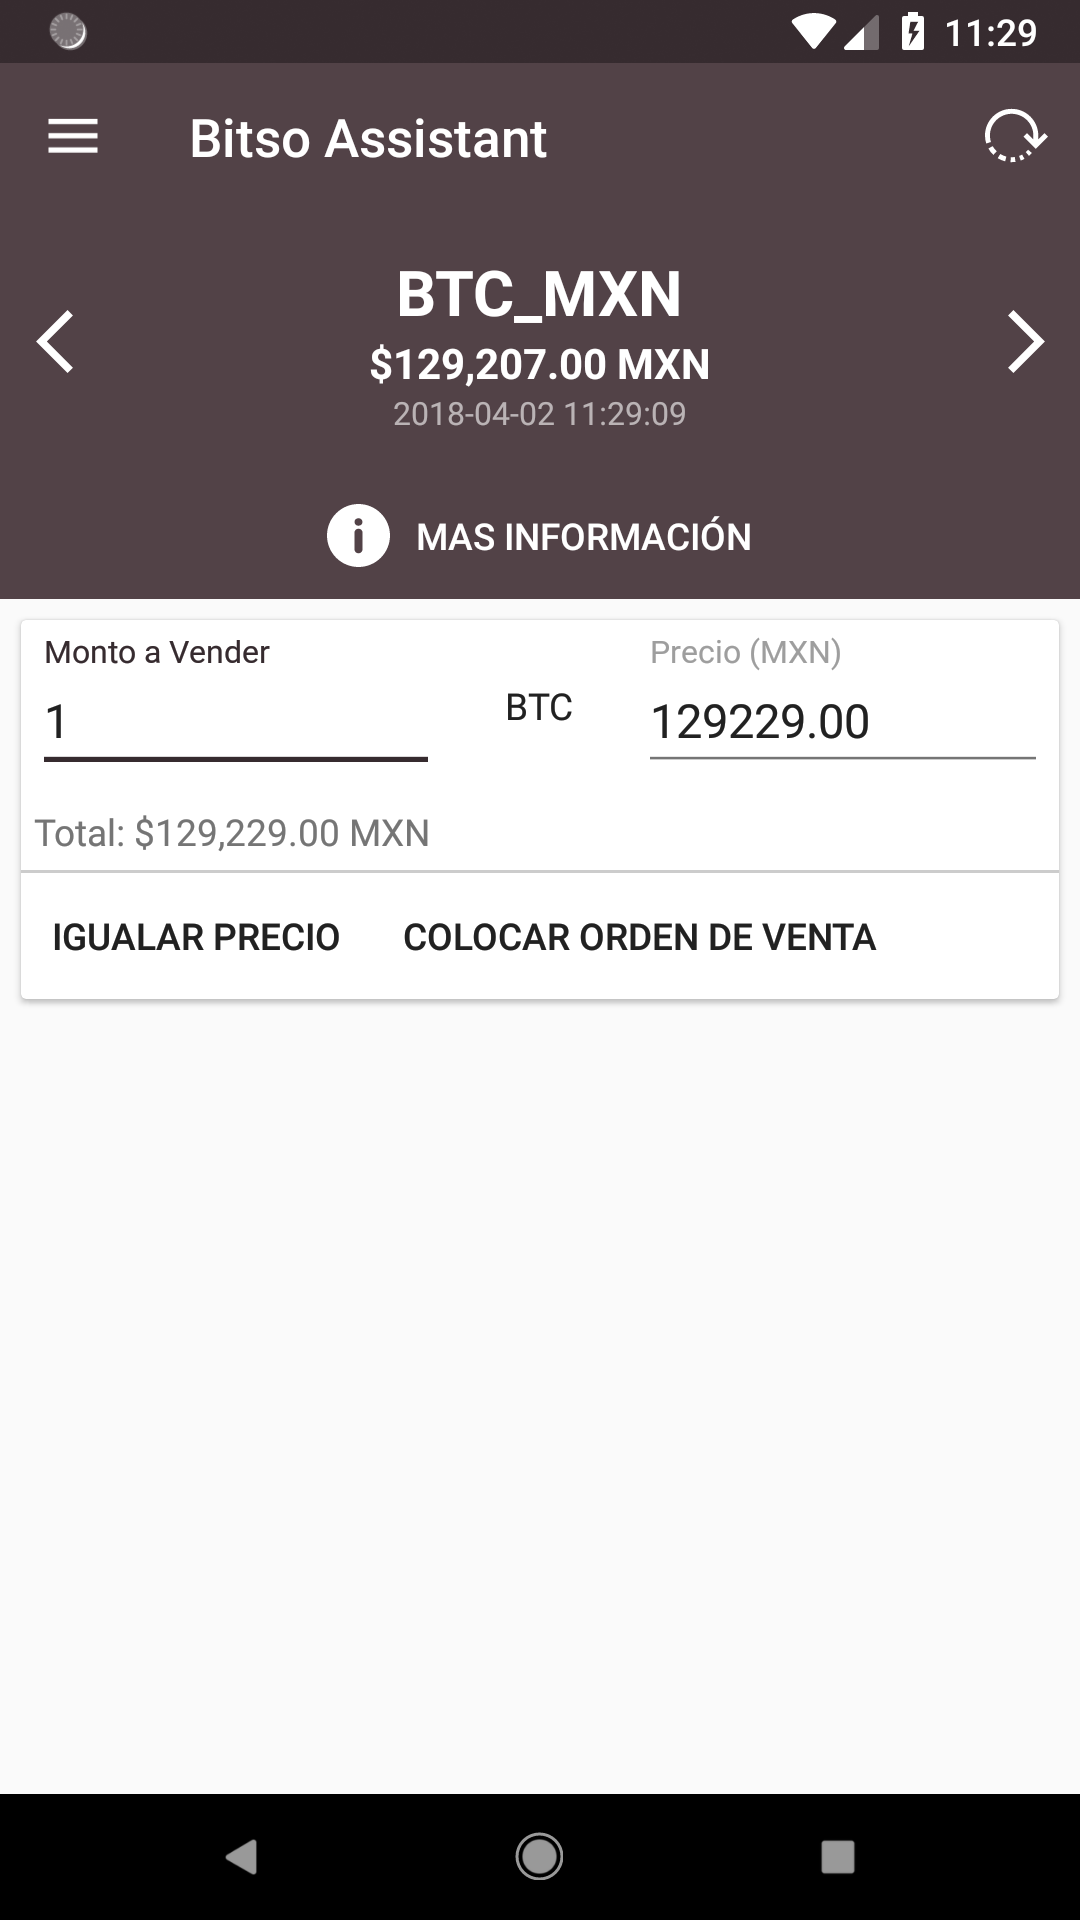 11:29
Bitso Assistant
BTC_MXN
$129,207.00 MXN
2018-04-02 11:29:09
MAS INFORMACIÓN
Monto a Vender
Precio (MXN)
1
BTC
129229.00
Total: $129,229.00 MXN
IGUALAR PRECIO
COLOCAR ORDEN DE VENTA